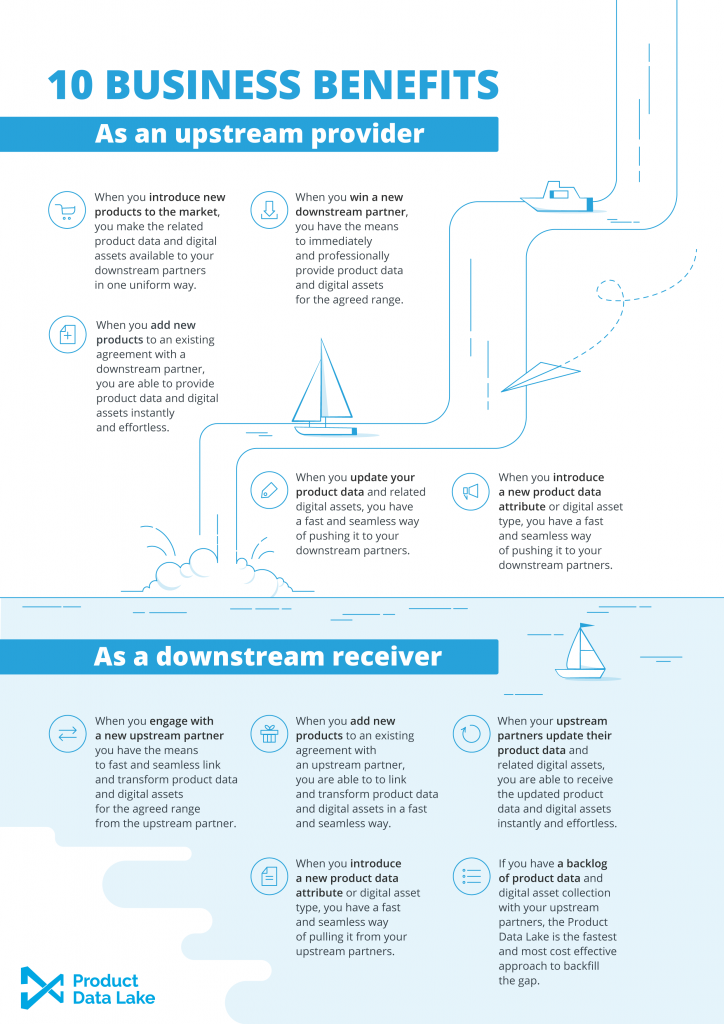 10 BUSINESS BENEFITS
As an upstream provider
When you introduce new
products to the market,
you make the related
product data and digital
assets available to your
downstream partners
in one uniform way.
When you win a new
downstream partner,
you have the means
to immediately
and professionally
provide product data
and digital assets
for the agreed range.
When you add new
products to an existing
agreement with a
downstream partner,
you are able to provide
product data and digital
assets instantly
and effortless.
When you update your
product data and related
digital assets, you have
a fast and seamless way
of pushing it to your
downstream partners.
When you introduce
a new product data
attribute or digital asset
type, you have a fast
and seamless way
of pushing it to your
downstream partners.
As a downstream receiver
When you engage with
a new upstream partner
you have the means
to fast and seamless link
and transform product data
and digital assets
for the agreed range
from the upstream partner.
When you add new
products to an existing
agreement with
an upstream partner,
you are able to to link
and transform product data
and digital assets in a fast
and seamless way.
When your upstream
partners update their
product data and
related digital assets,
you are able to receive
the updated product
data and digital assets
instantly and effortless.
When you introduce
a new product data
attribute or digital asset
type, you have a fast
and seamless way
of pulling it from your
upstream partners.
If you have a backlog
of product data and
digital asset collection
with your upstream
partners, the Product
Data Lake is the fastest
and most cost effective
approach to backfill
the gap.
Product
Data Lake